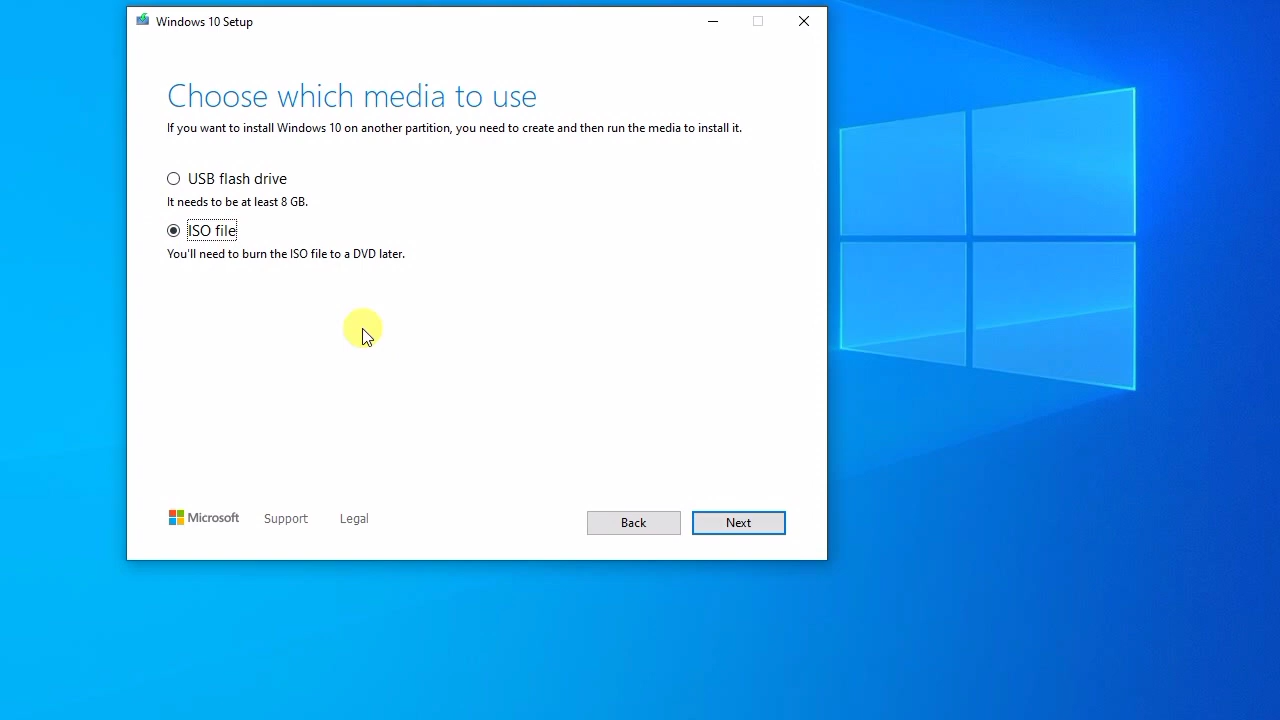 Windows 10 Setup
Choose which media to use
If you want to install Windows 10 on another partition, you need to create and then run the media to install it.
USB flash drive
It needs to be at least 8 GB.
ISO file
You'll need to burn the ISO file to a DVD later.
Microsoft Support Legal Back Next